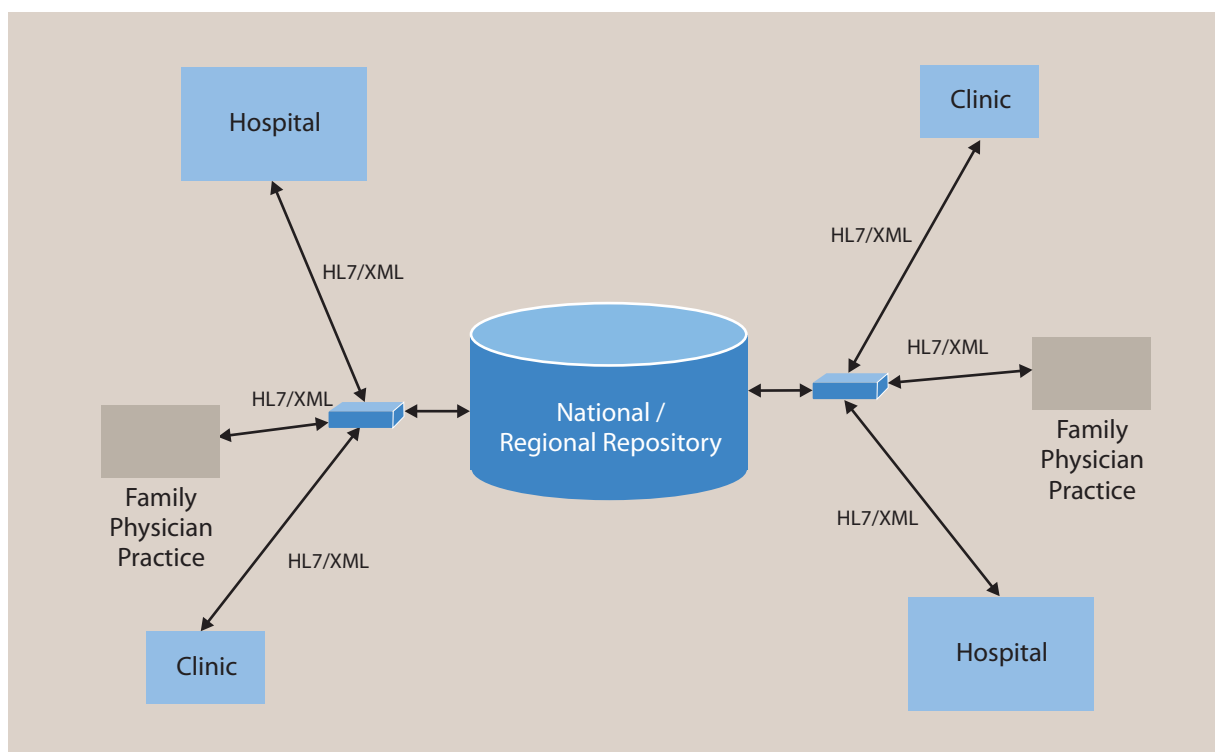 Hospital
Clinic
HL7/XML
HL7/XML
HL7/XML
HL7/XML
National /
Regional Repository
Family
Physician
Practice
Family
Physician
Practice
HL7/XML
HL7/XML
Clinic
Hospital